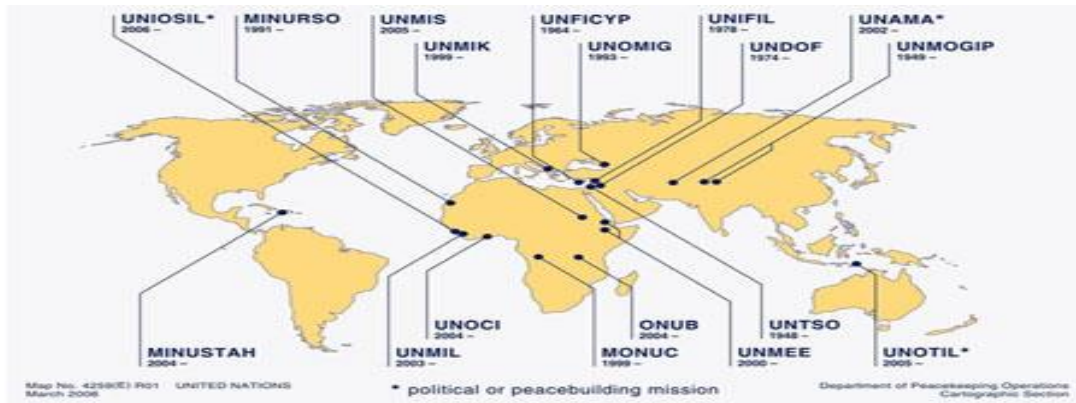 UNIOSIL*
2006 –
MINURSO
1991 –
UNMIS
2005 –
UNFICYP
1964 –
UNIFIL
1978 –
UNAMA*
2002 –
UNMIK
1999 –
UNOMIG
1993 –
UNDOF
1974 –
UNMOGIP
1949 –
UNOCI
2004 –
ONUB
2004 –
UNTSO
1948 –
MINUSTAH
2004 –
UNMIL
2003 –
MONUC
1999 –
UNMEE
2000 –
UNOTIL*
2005 –
Map No. 4259(E) R01 UNITED NATIONS
March 2006
* political or peacebuilding mission
Department of Peacekeeping Operations
Cartographic Section